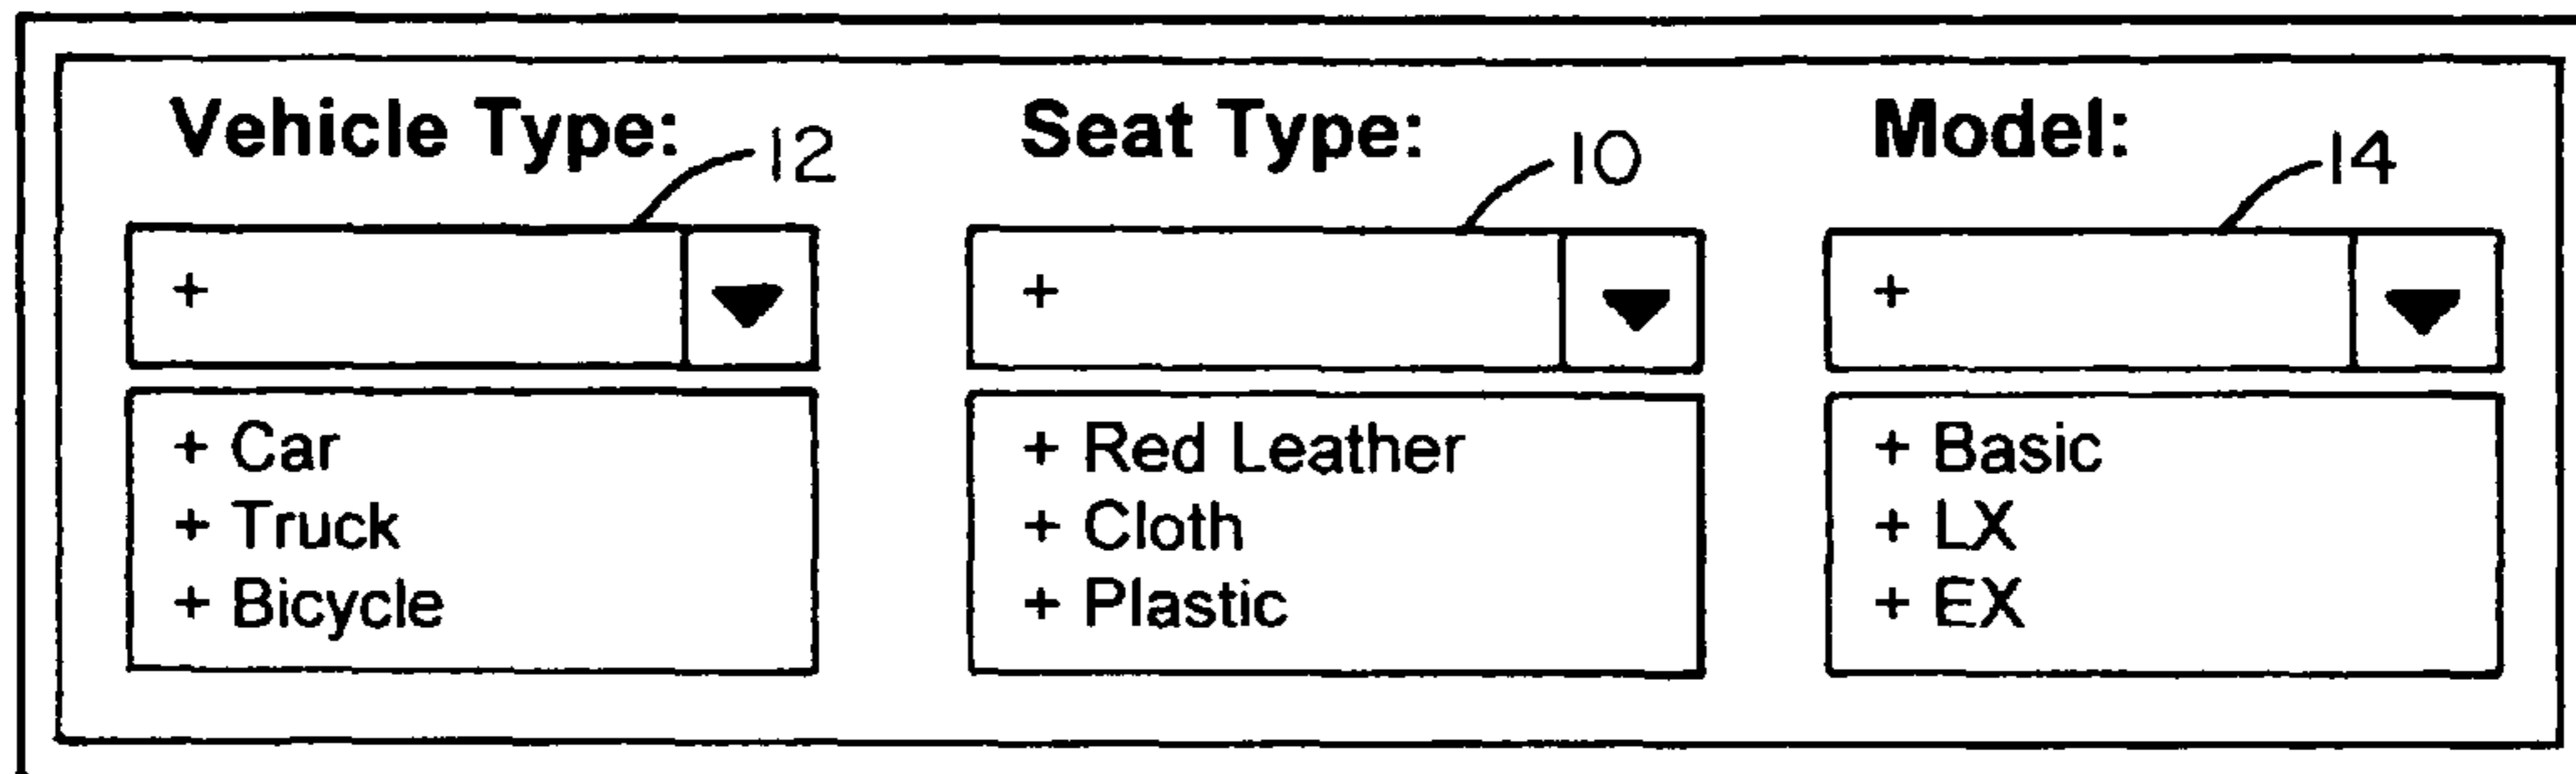 Vehicle Type: 12 Seat Type: 10 Model: 14
+ + +
+ Car + Red Leather + Basic
+ Truck + Cloth + LX
+ Bicycle + Plastic + EX